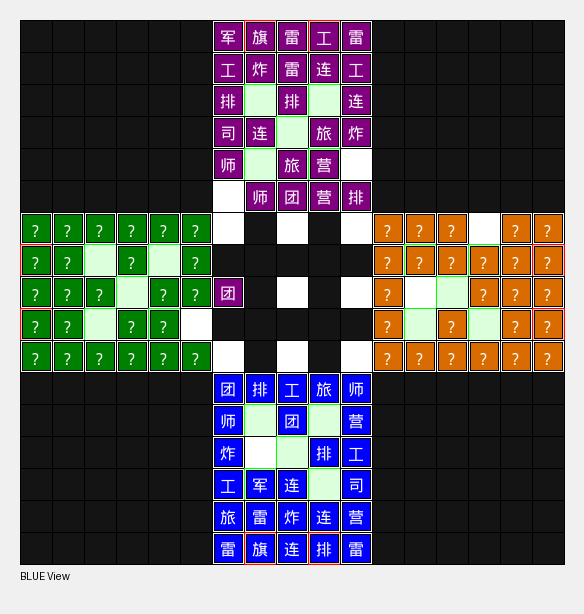 军 旗 雷 工 雷
工 炸 雷 连 工
排 排 连
司 连 旅 炸
师 旅 营
师 团 营 排
? ? ? ? ? ? ? ? ? ? ?
? ? ? ? ? ? ? ? ? ?
? ? ? ? ? 团 ? ? ? ?
? ? ? ? ? ? ? ?
? ? ? ? ? ? ? ? ? ? ? ?
团 排 工 旅 师
师 团 营
炸 排 工
工 军 连 司
旅 雷 炸 连 营
雷 旗 连 排 雷
BLUE View